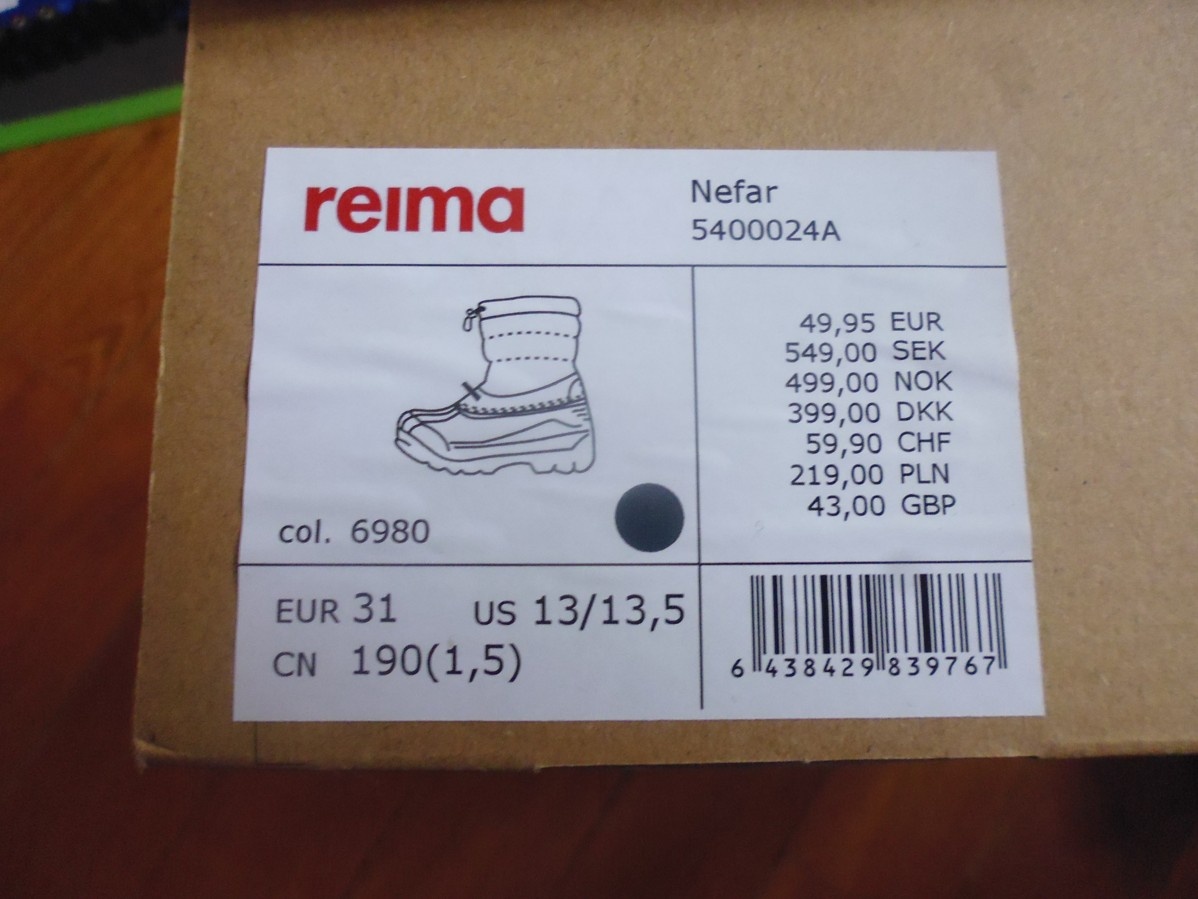 reima
Nefar
5400024A
49,95 EUR
549,00 SEK
499,00 NOK
399,00 DKK
59,90 CHF
219,00 PLN
43,00 GBP
col. 6980
EUR 31 US 13/13,5
CN 190(1,5)
6 438429 839767